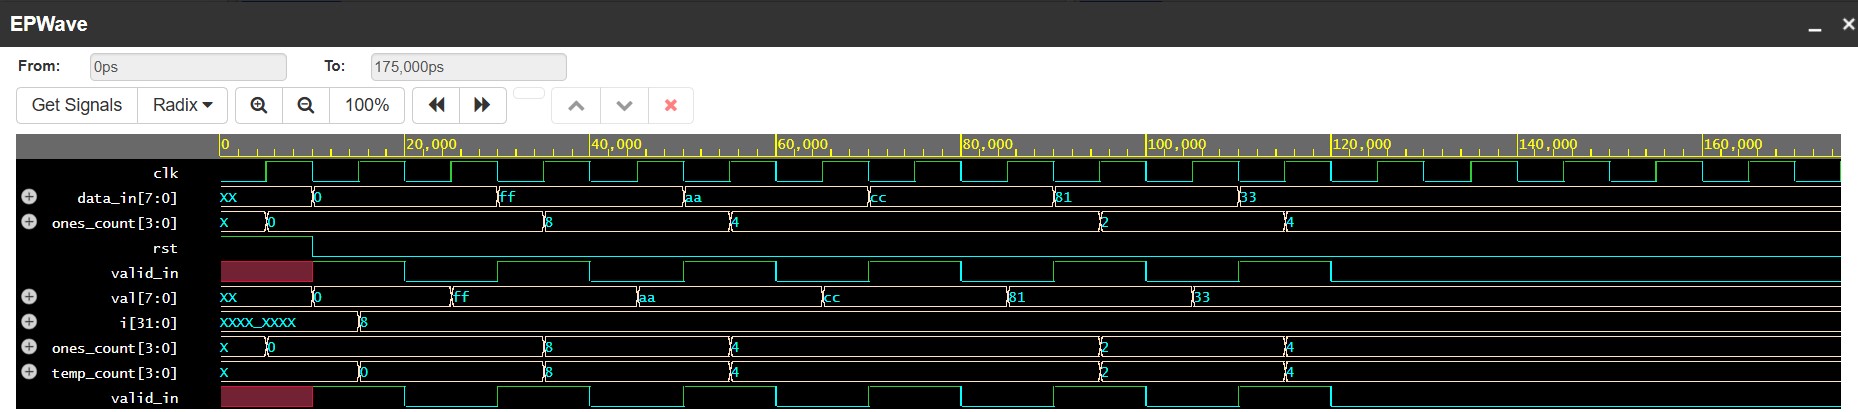 EPWave
From: 0ps To: 175,000ps
Get Signals Radix 100%
0 20,000 40,000 60,000 80,000 100,000 120,000 140,000 160,000
clk
data_in[7:0] XX 0 ff aa cc 81 33
ones_count[3:0] X 0 8 4 2 4
rst
valid_in
val[7:0] XX 0 ff aa cc 81 33
i[31:0] XXXX_XXXX 8
ones_count[3:0] X 0 8 4 2 4
temp_count[3:0] X 0 8 4 2 4
valid_in